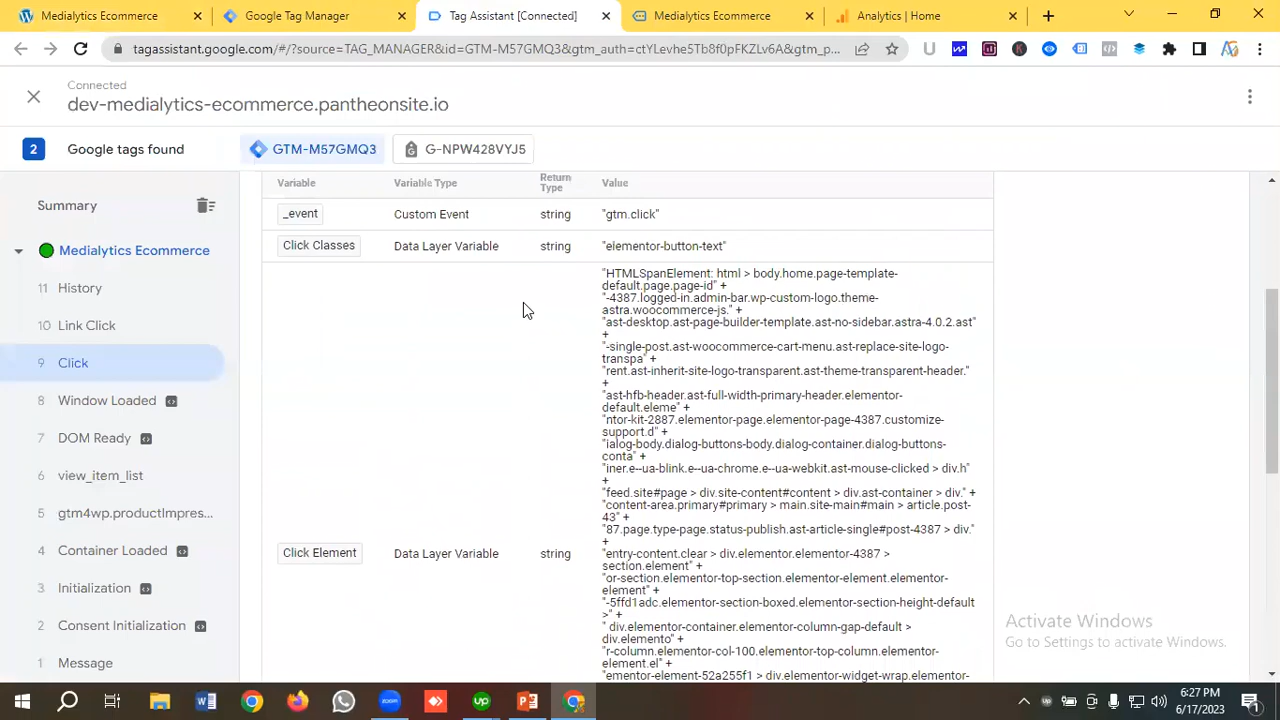 Medialytics Ecommerce
Google Tag Manager
Tag Assistant [Connected]
Medialytics Ecommerce
Analytics | Home
tagassistant.google.com/#/?source=TAG_MANAGER&id=GTM-M57GMQ3&gtm_auth=ctYLevhe5Tb8f0pFKZLv6A&gtm_p...
Connected
dev-medialytics-ecommerce.pantheonsite.io
2
Google tags found
GTM-M57GMQ3
G-NPW428VYJ5
Summary
Medialytics Ecommerce
11 History
10 Link Click
9 Click
8 Window Loaded
7 DOM Ready
6 view_item_list
5 gtm4wp.productImpres...
4 Container Loaded
3 Initialization
2 Consent Initialization
1 Message
Variable
Variable Type
Return
Type
Value
_event
Custom Event
string
"gtm.click"
Click Classes
Data Layer Variable
string
"elementor-button-text"
Click Element
Data Layer Variable
string
"HTMLSpanElement: html > body.home.page-template-
default.page.page-id" +
"-4387.logged-in.admin-bar.wp-custom-logo.theme-
astra.woocommerce-js." +
"ast-desktop.ast-page-builder-template.ast-no-sidebar.astra-4.0.2.ast"
+
"-single-post.ast-woocommerce-cart-menu.ast-replace-site-logo-
transpa" +
"rent.ast-inherit-site-logo-transparent.ast-theme-transparent-header."
+
"ast-hfb-header.ast-full-width-primary-header.elementor-
default.eleme" +
"ntor-kit-2887.elementor-page.elementor-page-4387.customize-
support.d" +
"ialog-body.dialog-buttons-body.dialog-container.dialog-buttons-
conta" +
"iner.e--ua-blink.e--ua-chrome.e--ua-webkit.ast-mouse-clicked > div.h"
+
"feed.site#page > div.site-content#content > div.ast-container > div." +
"content-area.primary#primary > main.site-main#main > article.post-
43" +
"87.page.type-page.status-publish.ast-article-single#post-4387 > div."
+
"entry-content.clear > div.elementor.elementor-4387 >
section.element" +
"or-section.elementor-top-section.elementor-element.elementor-
element" +
"-5ffd1adc.elementor-section-boxed.elementor-section-height-default
>" +
" div.elementor-container.elementor-column-gap-default >
div.elemento" +
"r-column.elementor-col-100.elementor-top-column.elementor-
element.el" +
"ementor-element-52a255f1 > div.elementor-widget-wrap.elementor-
Activate Windows
Go to Settings to activate Windows.
6:27 PM
6/17/2023